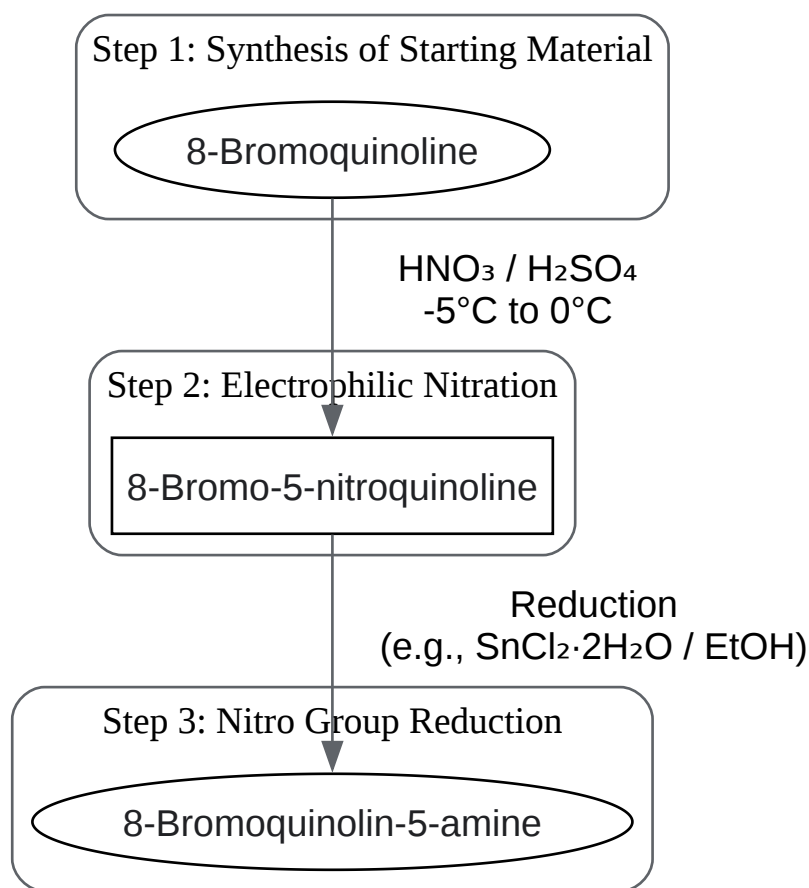 Step 1: Synthesis of Starting Material
8-Bromoquinoline
HNO₃ / H₂SO₄
-5°C to 0°C
Step 2: Electrophilic Nitration
8-Bromo-5-nitroquinoline
Reduction
(e.g., SnCl₂·2H₂O / EtOH)
Step 3: Nitro Group Reduction
8-Bromoquinolin-5-amine